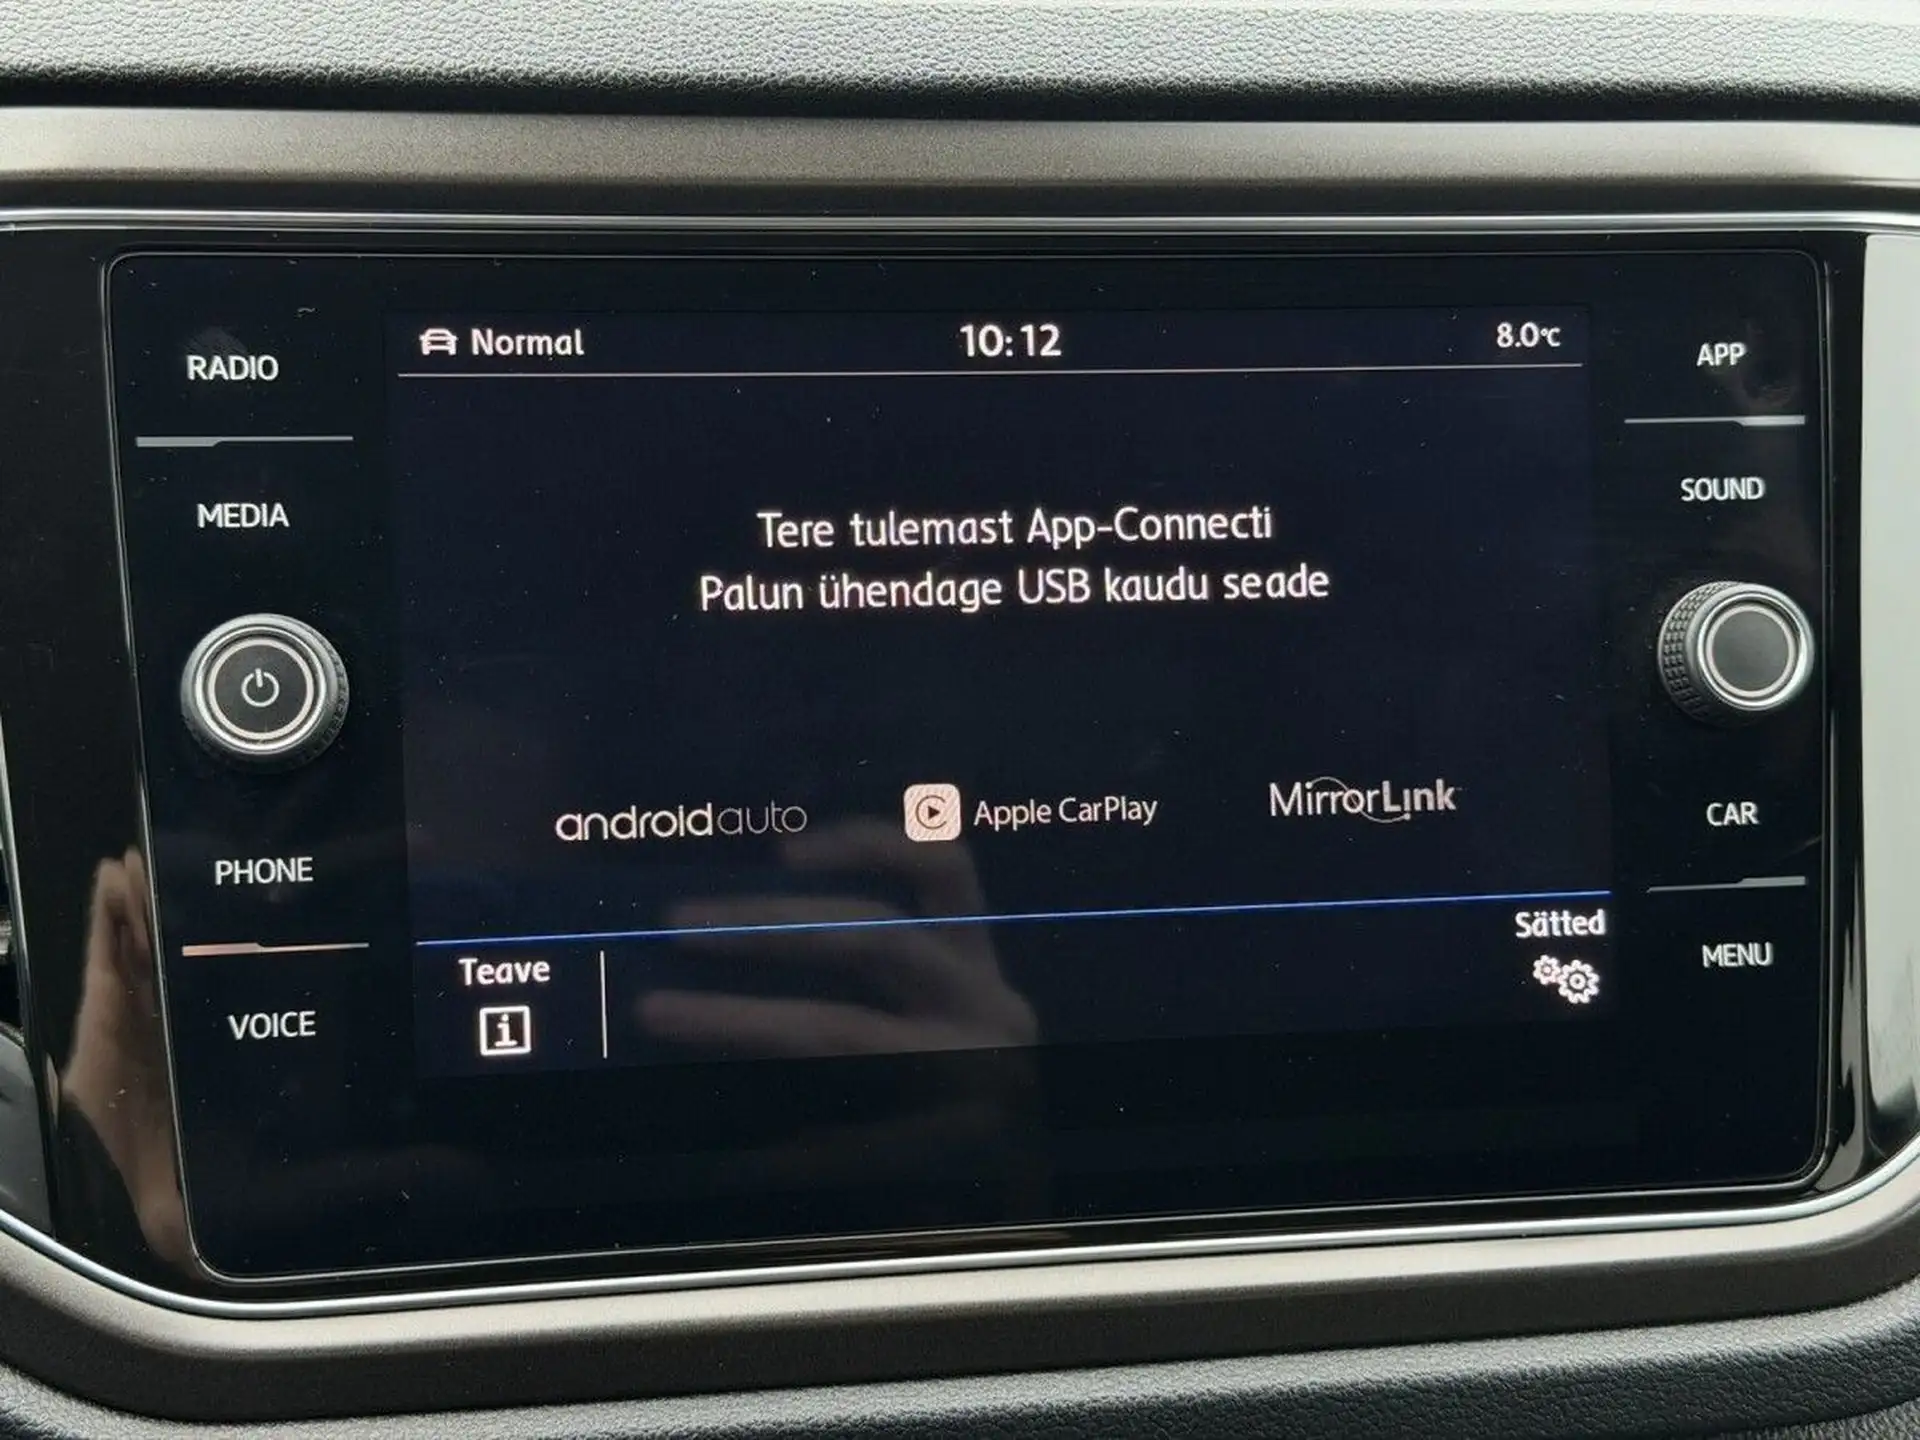 RADIO
MEDIA
PHONE
VOICE
Normal
10:12
8.0°C
Tere tulemast App-Connecti
Palun ühendage USB kaudu seade
androidauto
Apple CarPlay
MirrorLink
Teave
i
Sätted
APP
SOUND
CAR
MENU